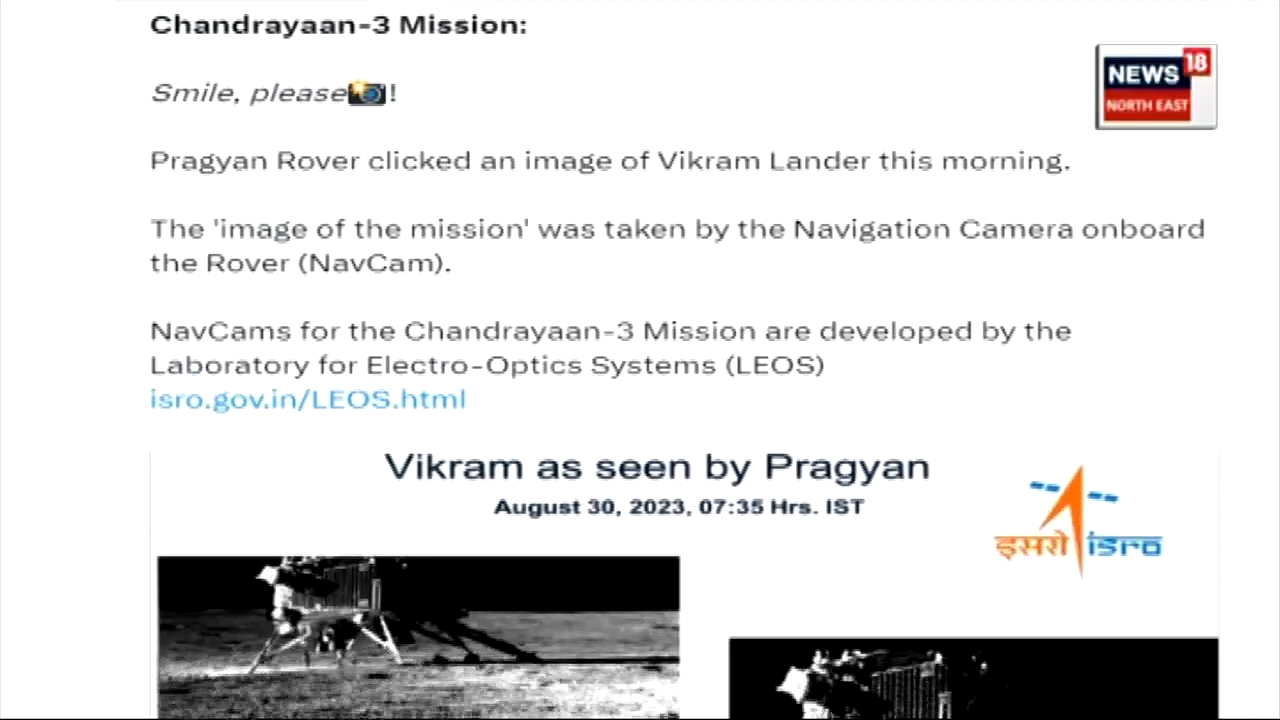 Chandrayaan-3 Mission:
NEWS 18
NORTH EAST
Smile, please📸!
Pragyan Rover clicked an image of Vikram Lander this morning.
The 'image of the mission' was taken by the Navigation Camera onboard
the Rover (NavCam).
NavCams for the Chandrayaan-3 Mission are developed by the
Laboratory for Electro-Optics Systems (LEOS)
isro.gov.in/LEOS.html
Vikram as seen by Pragyan
August 30, 2023, 07:35 Hrs. IST
इसरो isro